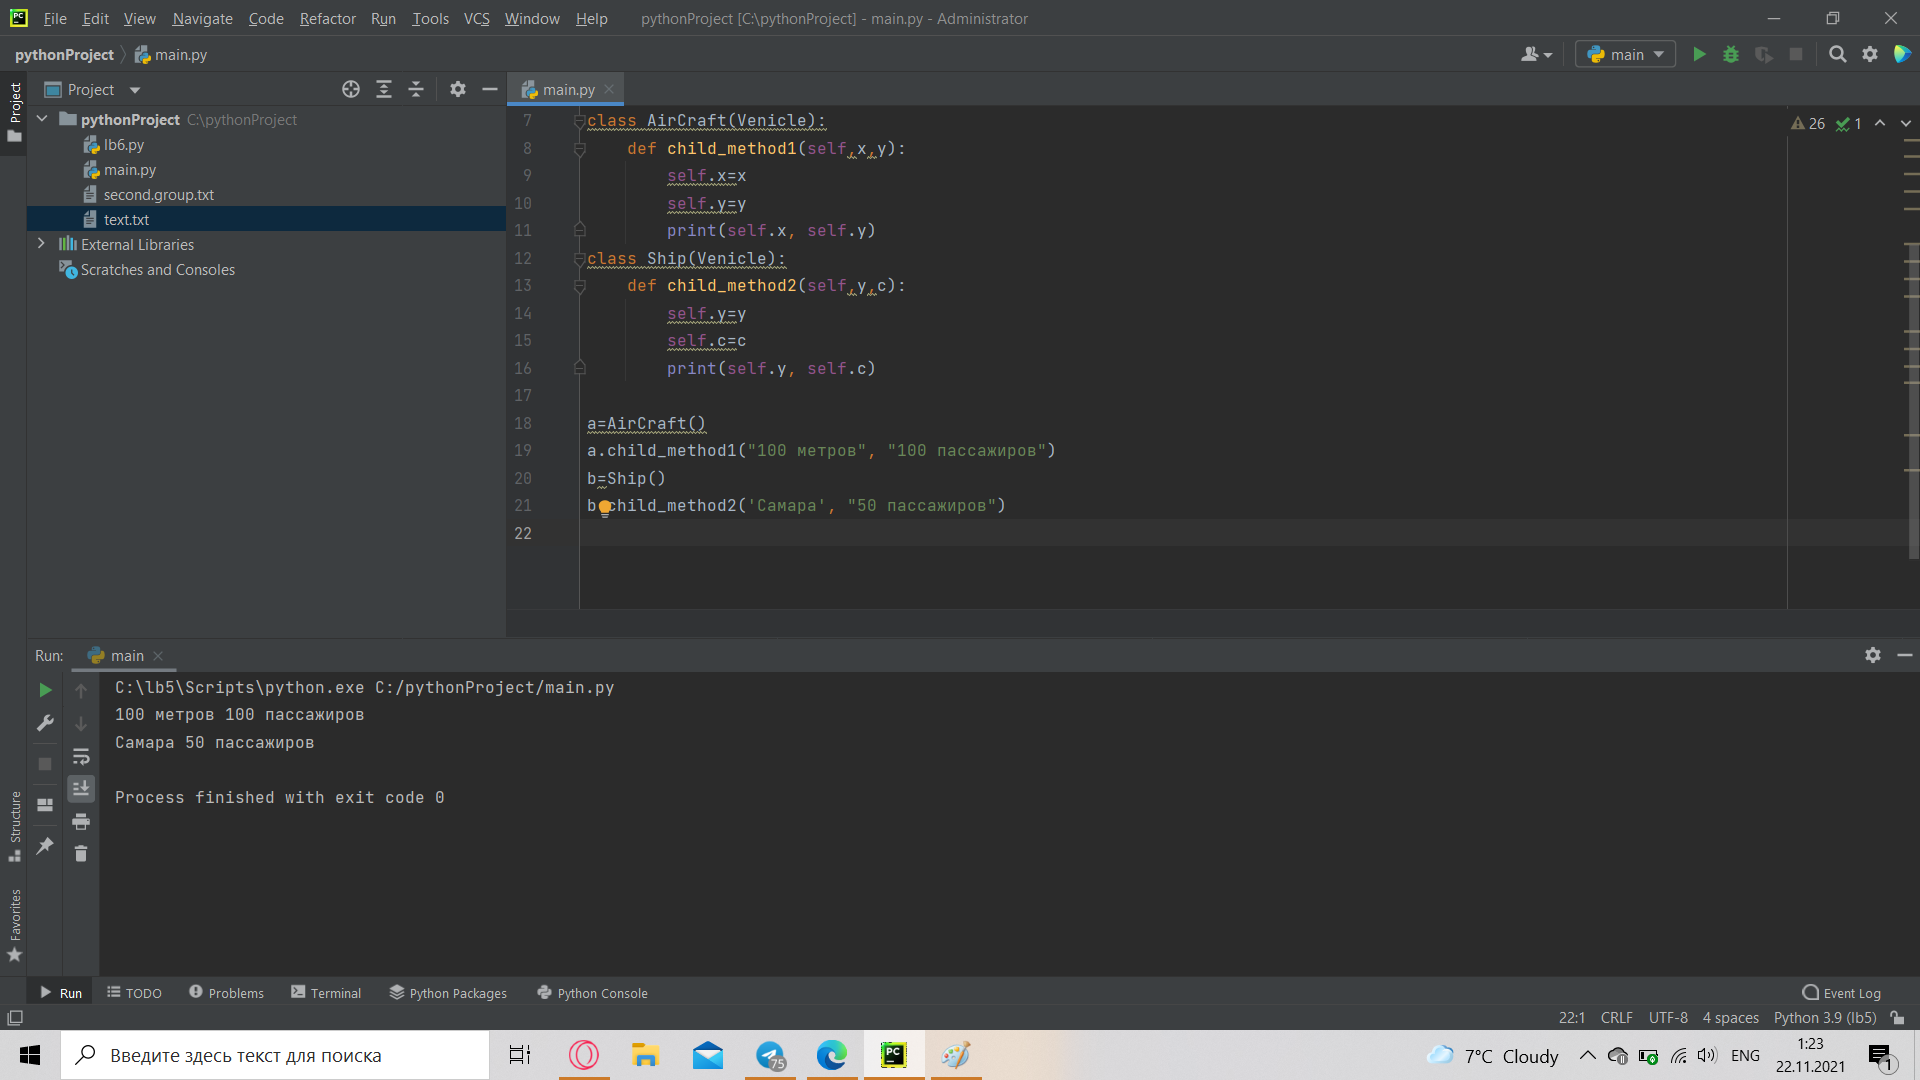 File Edit View Navigate Code Refactor Run Tools VCS Window Help pythonProject [C:\pythonProject] - main.py - Administrator
pythonProject main.py
main
Project
Project
main.py
pythonProject C:\pythonProject
lb6.py
main.py
second.group.txt
text.txt
External Libraries
Scratches and Consoles
26 1
7 class AirCraft(Venicle):
8 def child_method1(self,x,y):
9 self.x=x
10 self.y=y
11 print(self.x, self.y)
12 class Ship(Venicle):
13 def child_method2(self,y,c):
14 self.y=y
15 self.c=c
16 print(self.y, self.c)
17
18 a=AirCraft()
19 a.child_method1("100 метров", "100 пассажиров")
20 b=Ship()
21 b.child_method2('Самара', "50 пассажиров")
22
Run: main
C:\lb5\Scripts\python.exe C:/pythonProject/main.py
100 метров 100 пассажиров
Самара 50 пассажиров
Process finished with exit code 0
Structure
Favorites
Run TODO Problems Terminal Python Packages Python Console Event Log
22:1 CRLF UTF-8 4 spaces Python 3.9 (lb5)
Введите здесь текст для поиска
75
PC
7°C Cloudy
ENG
1:23
22.11.2021
1